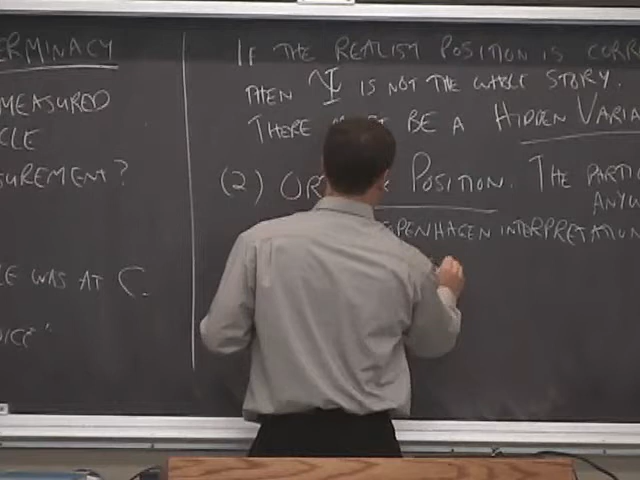 ERMINACY
MEASURED
CLE
SUREMENT?
E WAS AT C.
IF THE REALIST POSITION IS CORR
THEN Ψ IS NOT THE WHOLE STORY.
THERE BE A HIDDEN VARIA
(2) OR POSITION. THE PARTIC
ANYW
PENHAGEN INTERPRETATION